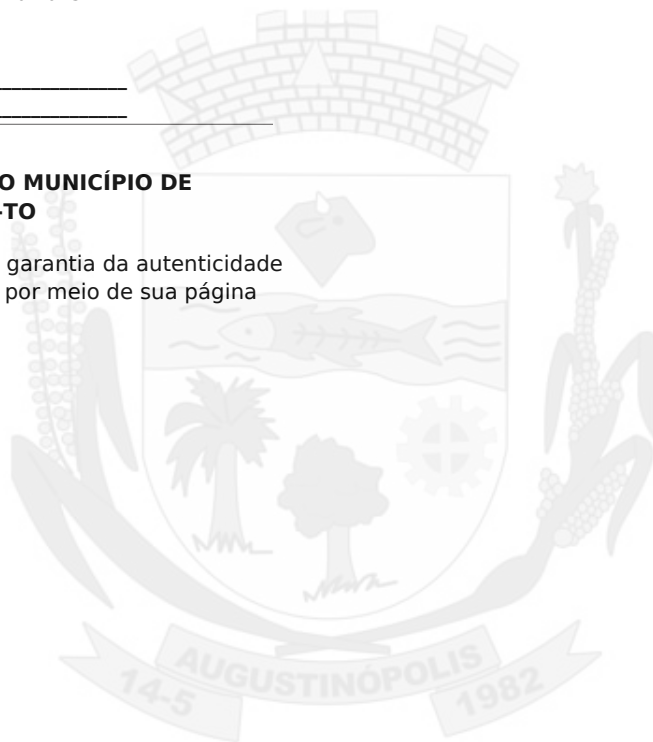 O MUNICÍPIO DE
-TO
garantia da autenticidade
por meio de sua página
AUGUSTINÓPOLIS
14-5
1982